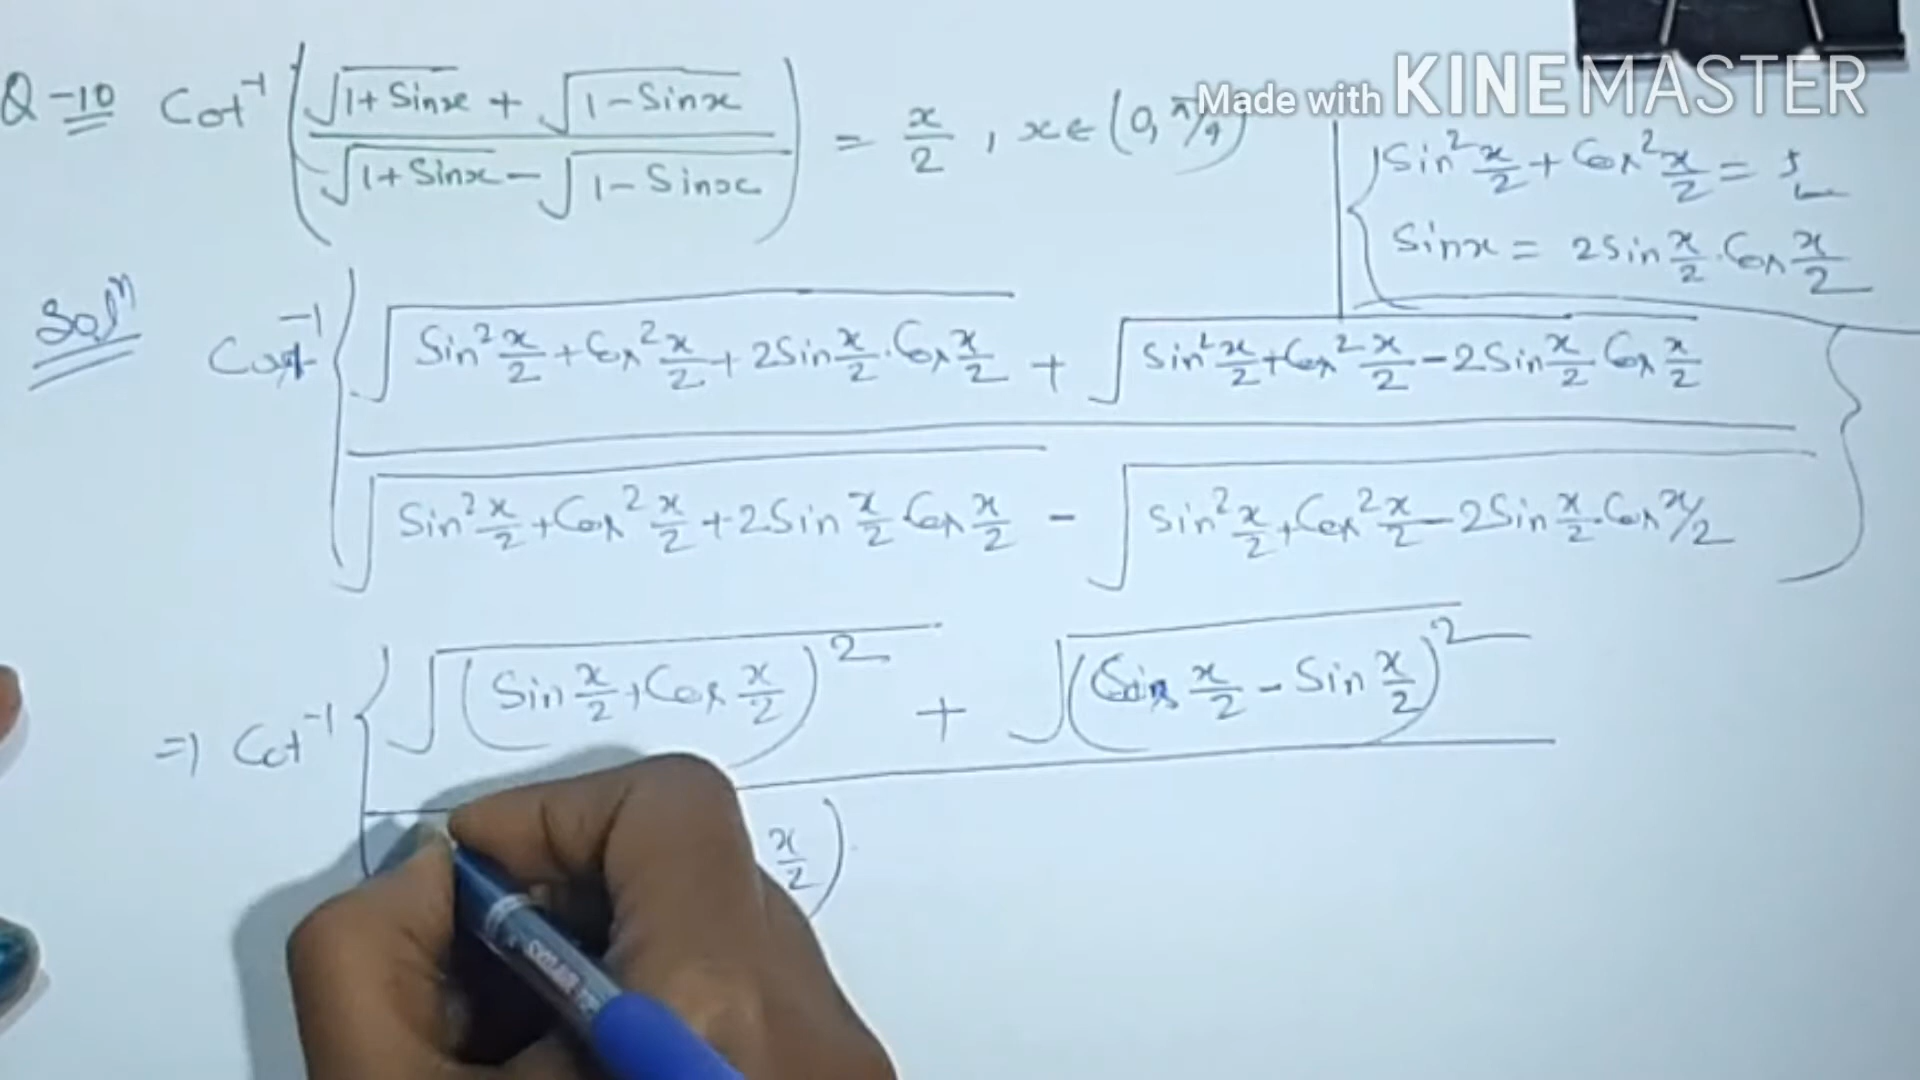 Q-10 Cot⁻¹ ( (√(1+Sinx) + √(1-Sinx)) / (√(1+Sinx) - √(1-Sinx)) ) = x/2 , x ∈ (0, π/4)
Made with KINEMASTER
Sin² x/2 + Cos² x/2 = 1
Sinx = 2Sin x/2 . Cos x/2
Solⁿ
Cot⁻¹ { (√(Sin² x/2 + Cos² x/2 + 2Sin x/2 . Cos x/2) + √(Sin² x/2 + Cos² x/2 - 2Sin x/2 Cos x/2)) / (√(Sin² x/2 + Cos² x/2 + 2Sin x/2 . Cos x/2) - √(Sin² x/2 + Cos² x/2 - 2Sin x/2 . Cos x/2)) }
=) Cot⁻¹ { √(Sin x/2 + Cos x/2)² + √(Cos x/2 - Sin x/2)²
x/2 )